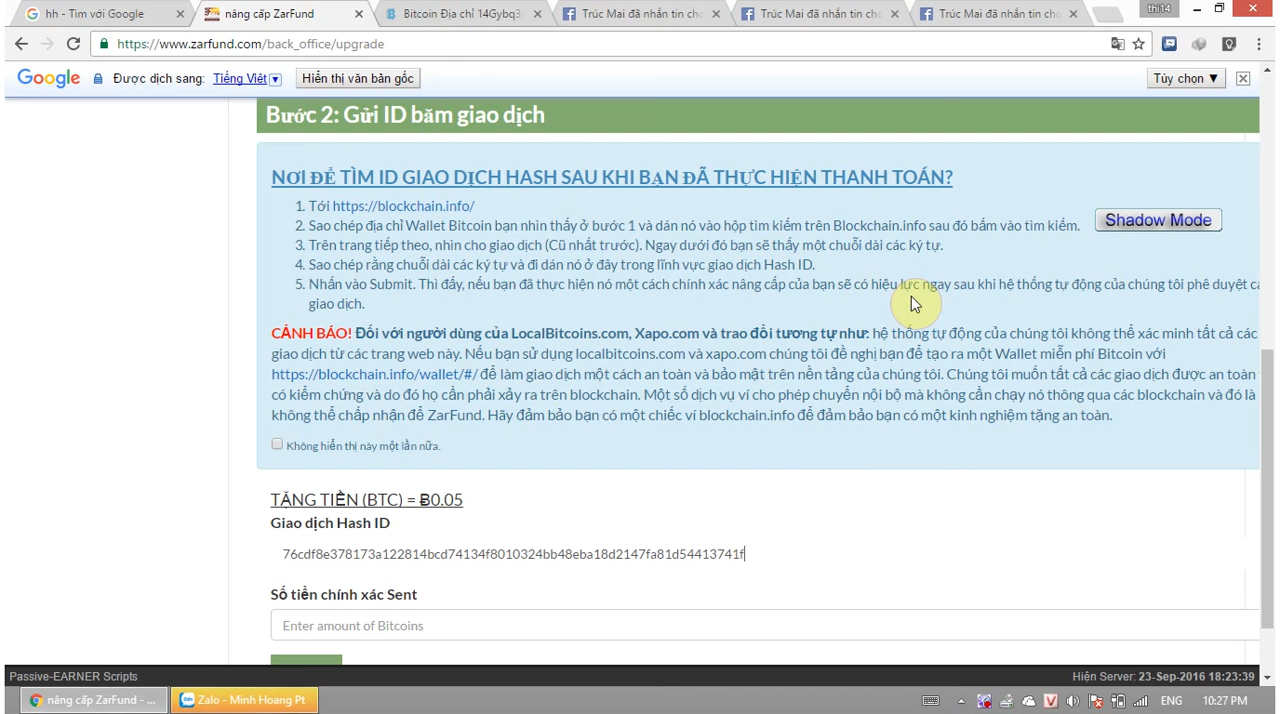 hh - Tìm với Google
nâng cấp ZarFund
Bitcoin Địa chỉ 14Gybq3r
Trúc Mai đã nhắn tin cho
Trúc Mai đã nhắn tin cho
Trúc Mai đã nhắn tin cho
thi14
https://www.zarfund.com/back_office/upgrade
Google Được dịch sang: Tiếng Việt Hiển thị văn bản gốc Tùy chọn ▼
Bước 2: Gửi ID băm giao dịch
NƠI ĐỂ TÌM ID GIAO DỊCH HASH SAU KHI BẠN ĐÃ THỰC HIỆN THANH TOÁN?
1. Tới https://blockchain.info/
2. Sao chép địa chỉ Wallet Bitcoin bạn nhìn thấy ở bước 1 và dán nó vào hộp tìm kiếm trên Blockchain.info sau đó bấm vào tìm kiếm.
Shadow Mode
3. Trên trang tiếp theo, nhìn cho giao dịch (Cũ nhất trước). Ngay dưới đó bạn sẽ thấy một chuỗi dài các ký tự.
4. Sao chép rằng chuỗi dài các ký tự và đi dán nó ở đây trong lĩnh vực giao dịch Hash ID.
5. Nhấn vào Submit. Thì đấy, nếu bạn đã thực hiện nó một cách chính xác nâng cấp của bạn sẽ có hiệu lực ngay sau khi hệ thống tự động của chúng tôi phê duyệt
giao dịch.
CẢNH BÁO! Đối với người dùng của LocalBitcoins.com, Xapo.com và trao đổi tương tự như: hệ thống tự động của chúng tôi không thể xác minh tất cả các
giao dịch từ các trang web này. Nếu bạn sử dụng localbitcoins.com và xapo.com chúng tôi đề nghị bạn để tạo ra một Wallet miễn phí Bitcoin với
https://blockchain.info/wallet/#/ để làm giao dịch một cách an toàn và bảo mật trên nền tảng của chúng tôi. Chúng tôi muốn tất cả các giao dịch được an toàn
có kiểm chứng và do đó họ cần phải xảy ra trên blockchain. Một số dịch vụ ví cho phép chuyển nội bộ mà không cần chạy nó thông qua các blockchain và đó là
không thể chấp nhận để ZarFund. Hãy đảm bảo bạn có một chiếc ví blockchain.info để đảm bảo bạn có một kinh nghiệm tặng an toàn.
Không hiển thị này một lần nữa.
TẶNG TIỀN (BTC) = Ƀ0.05
Giao dịch Hash ID
76cdf8e378173a122814bcd74134f8010324bb48eba18d2147fa81d54413741f
Số tiền chính xác Sent
Enter amount of Bitcoins
Passive-EARNER Scripts
Hiện Server: 23-Sep-2016 18:23:39
nâng cấp ZarFund - ...
Zalo - Minh Hoang Pt
ENG
10:27 PM